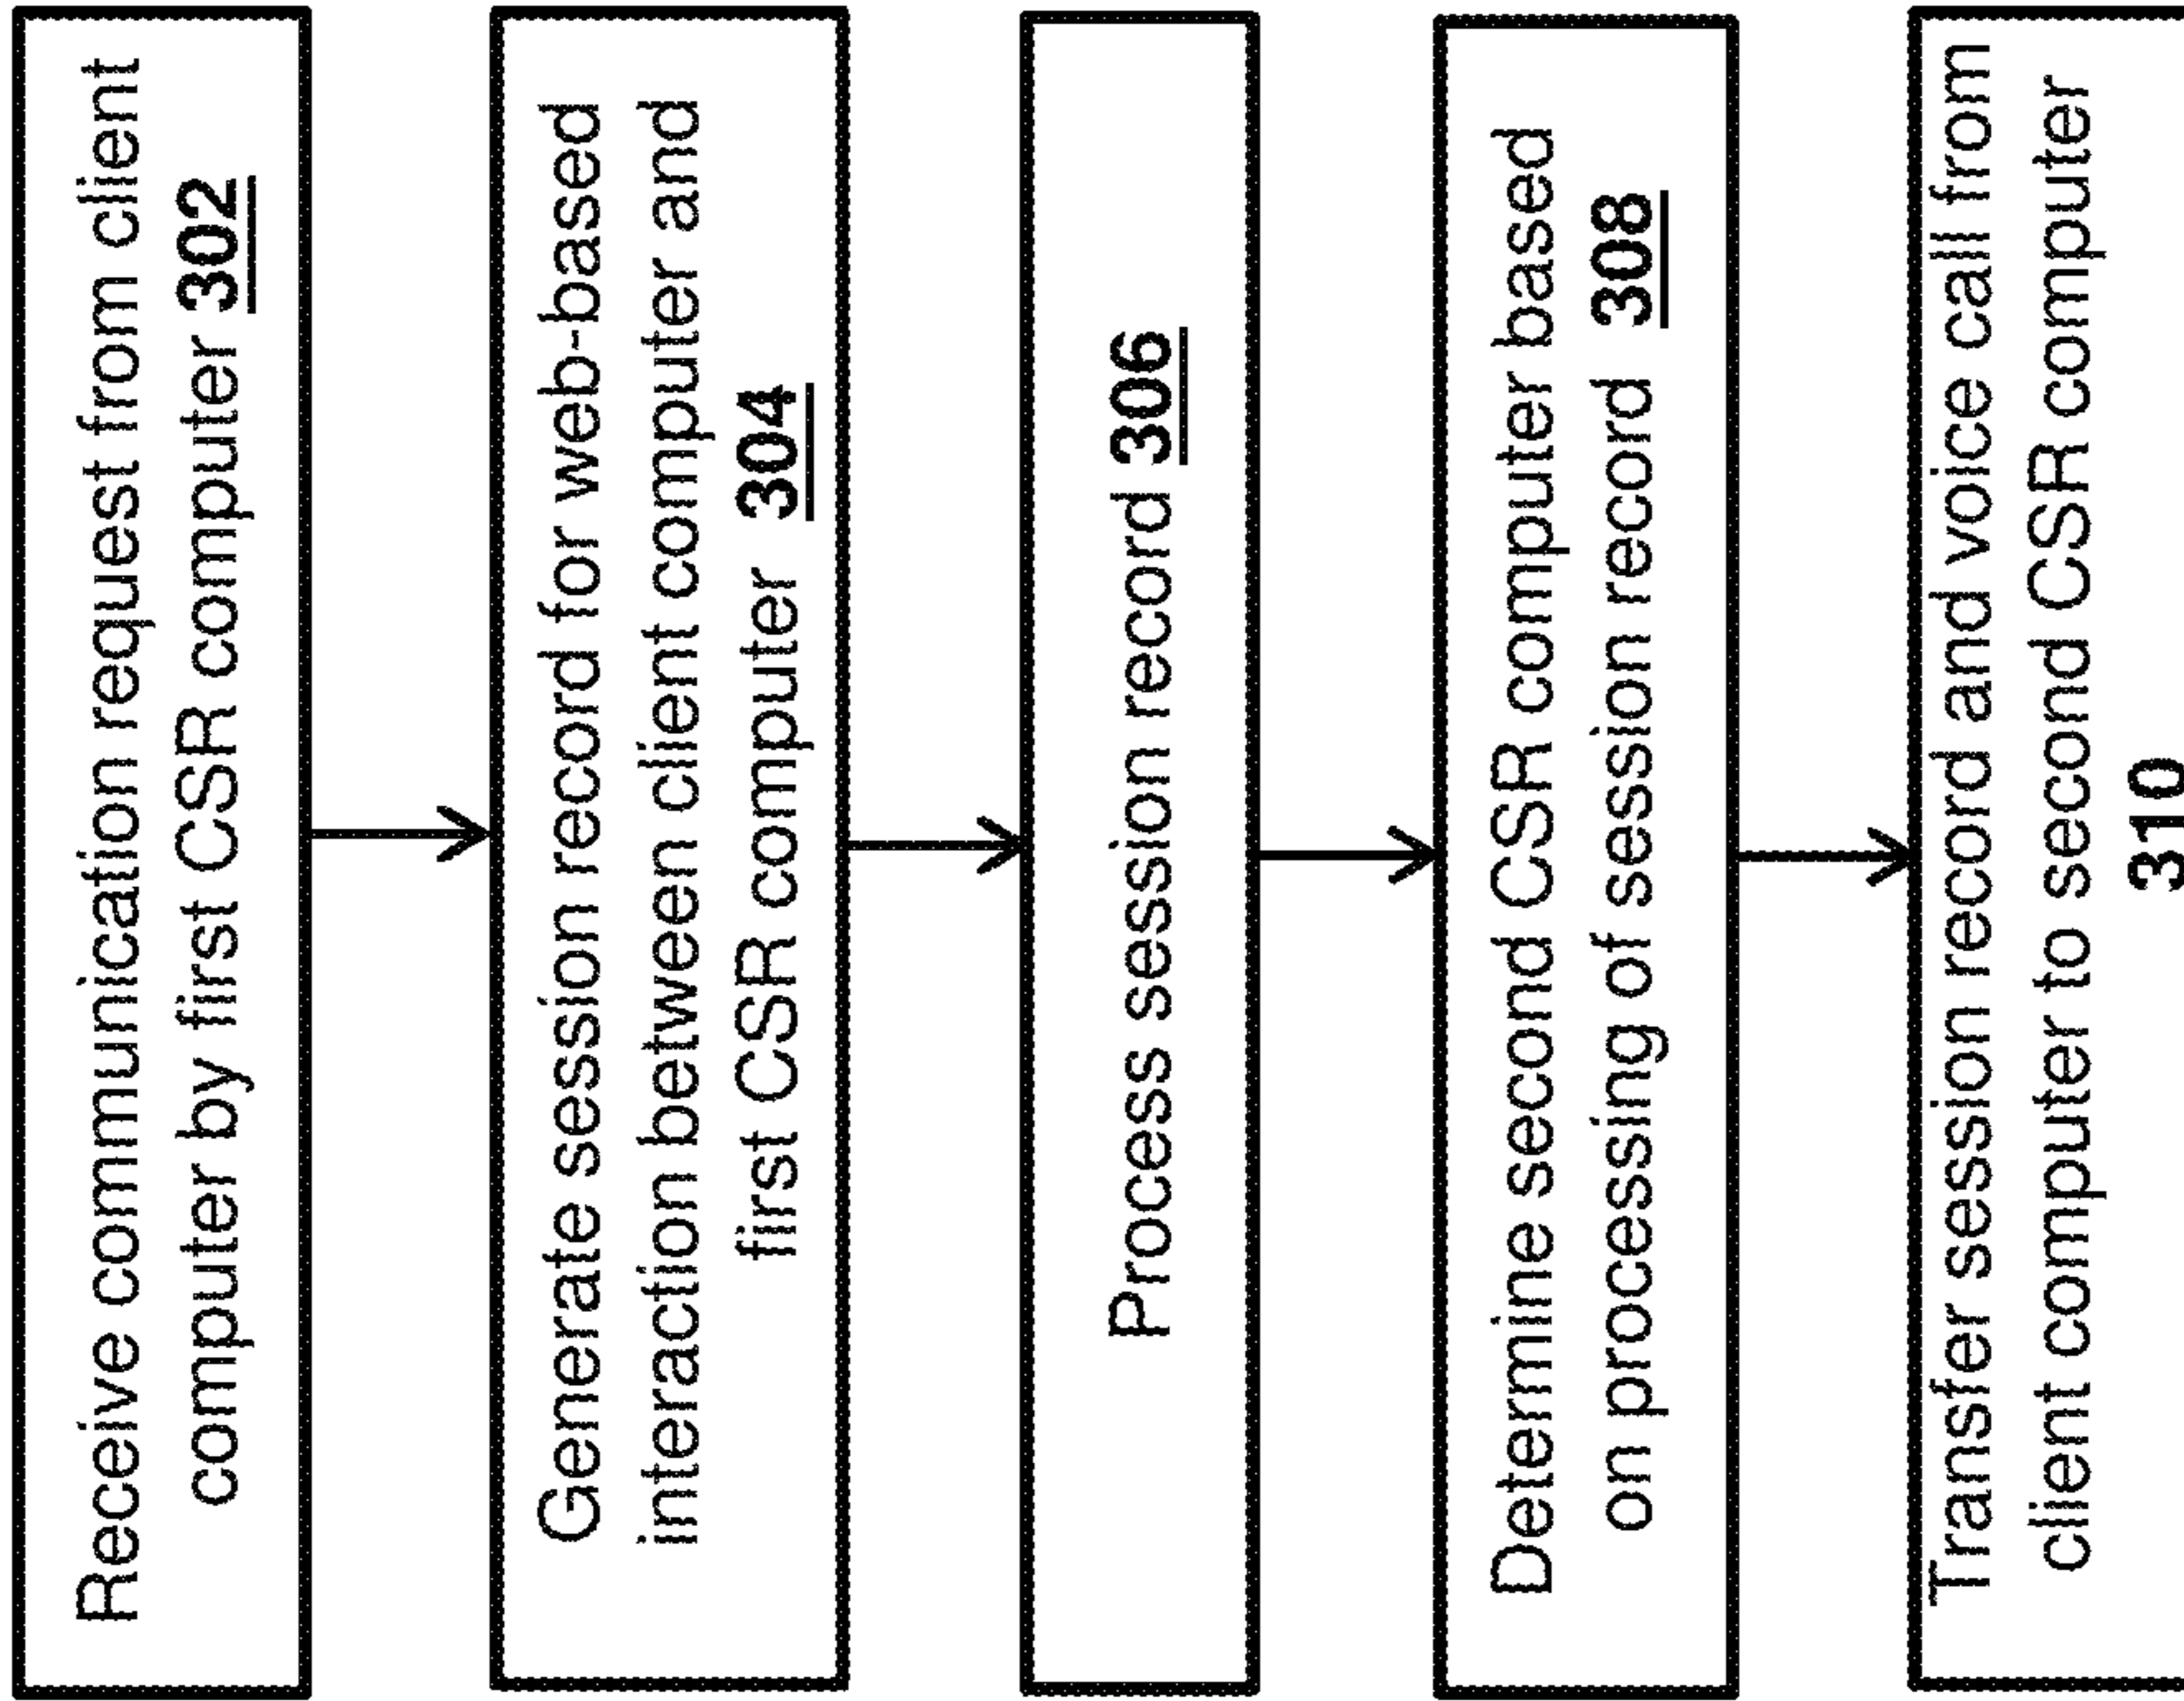 Receive communication request from client
computer by first CSR computer 302
Generate session record for web-based
interaction between client computer and
first CSR computer 304
Process session record 306
Determine second CSR computer based
on processing of session record 308
Transfer session record and voice call from
client computer to second CSR computer
310